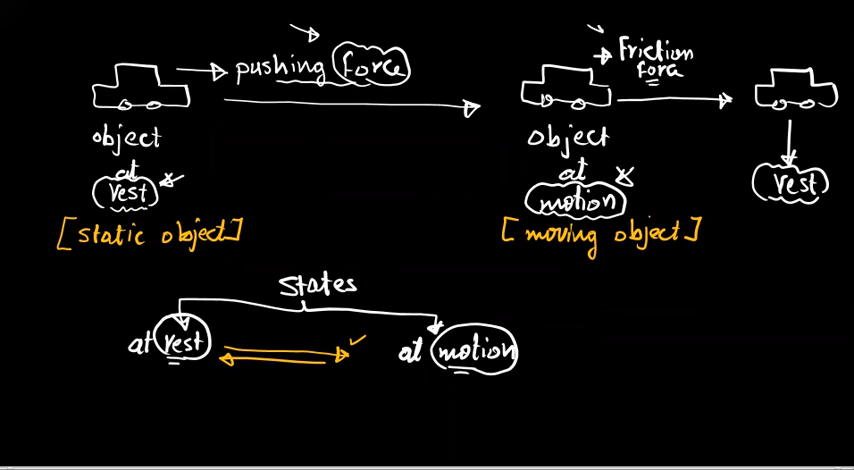 pushing force
Friction
force
object
at
rest
[static object]
object
at
motion
[moving object]
rest
States
at rest
at motion